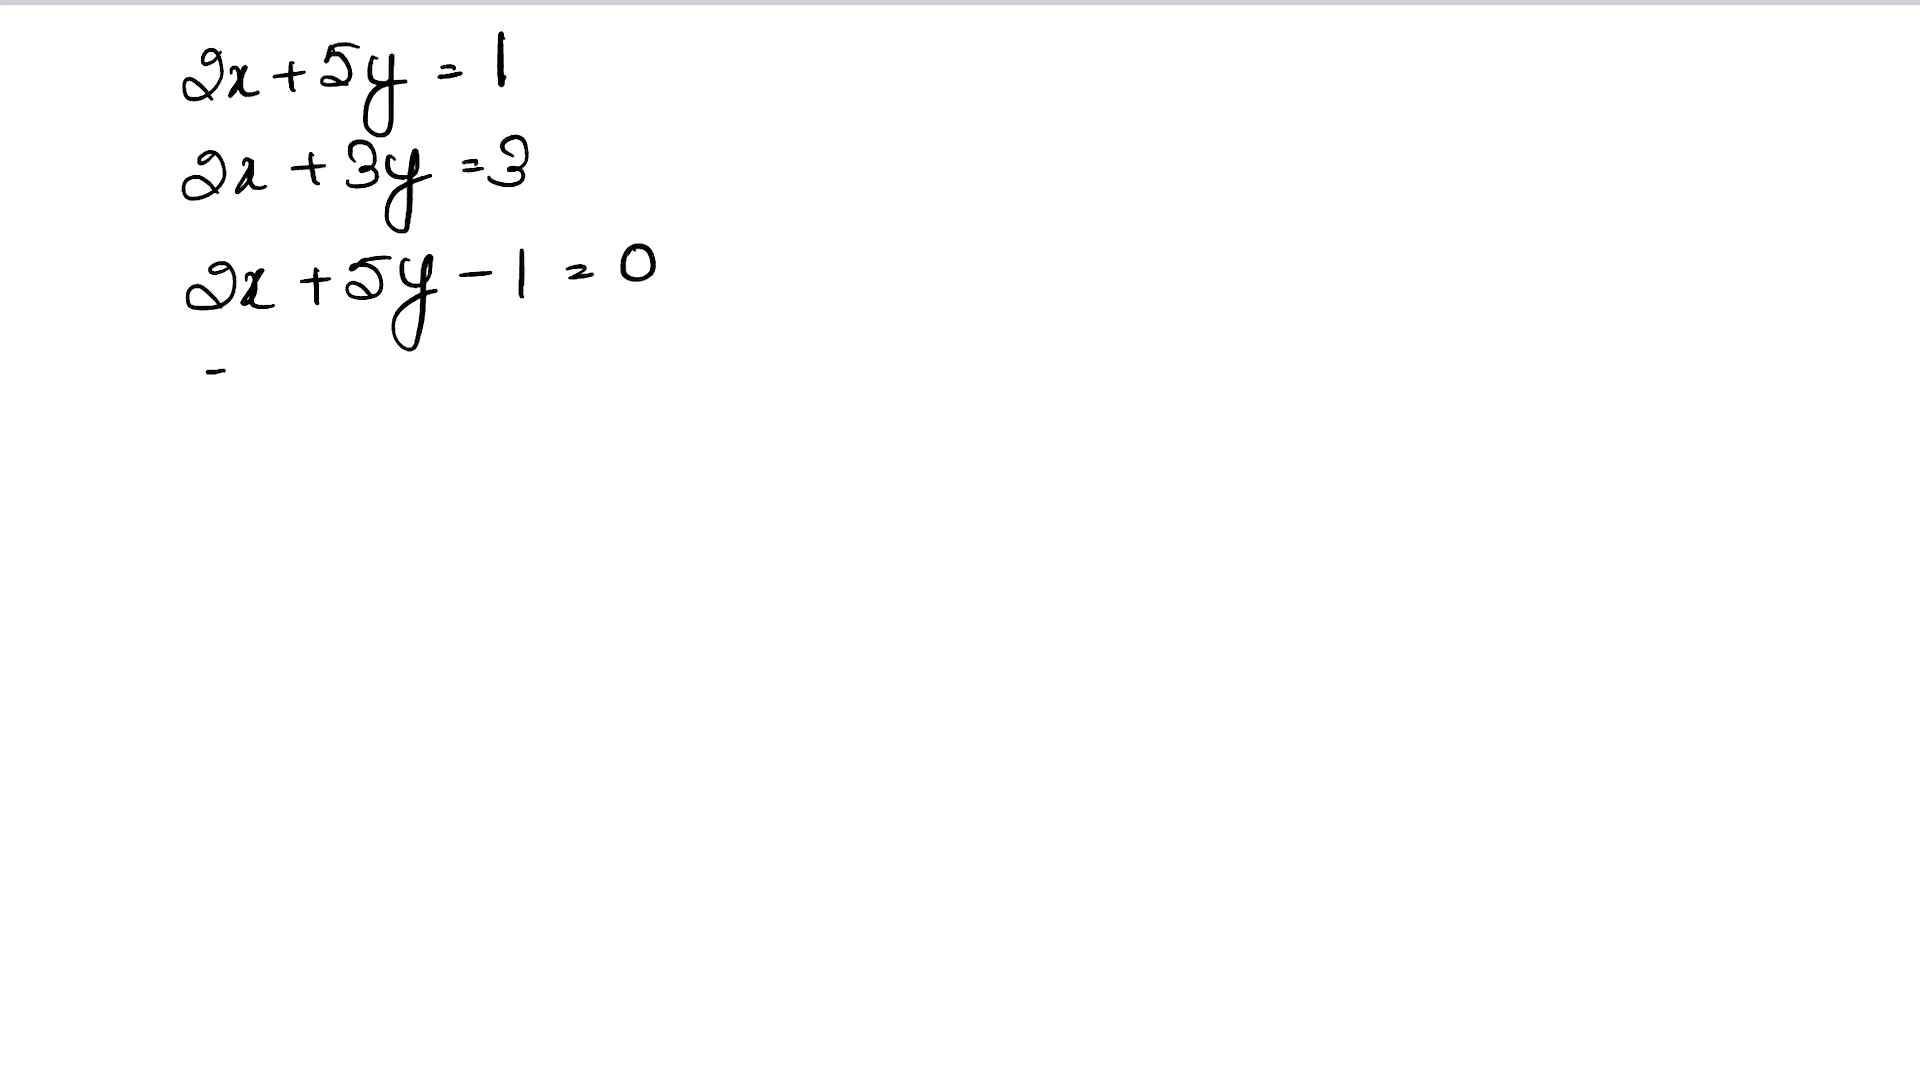 2x + 5y = 1
2x + 3y = 3
2x + 5y - 1 = 0
-